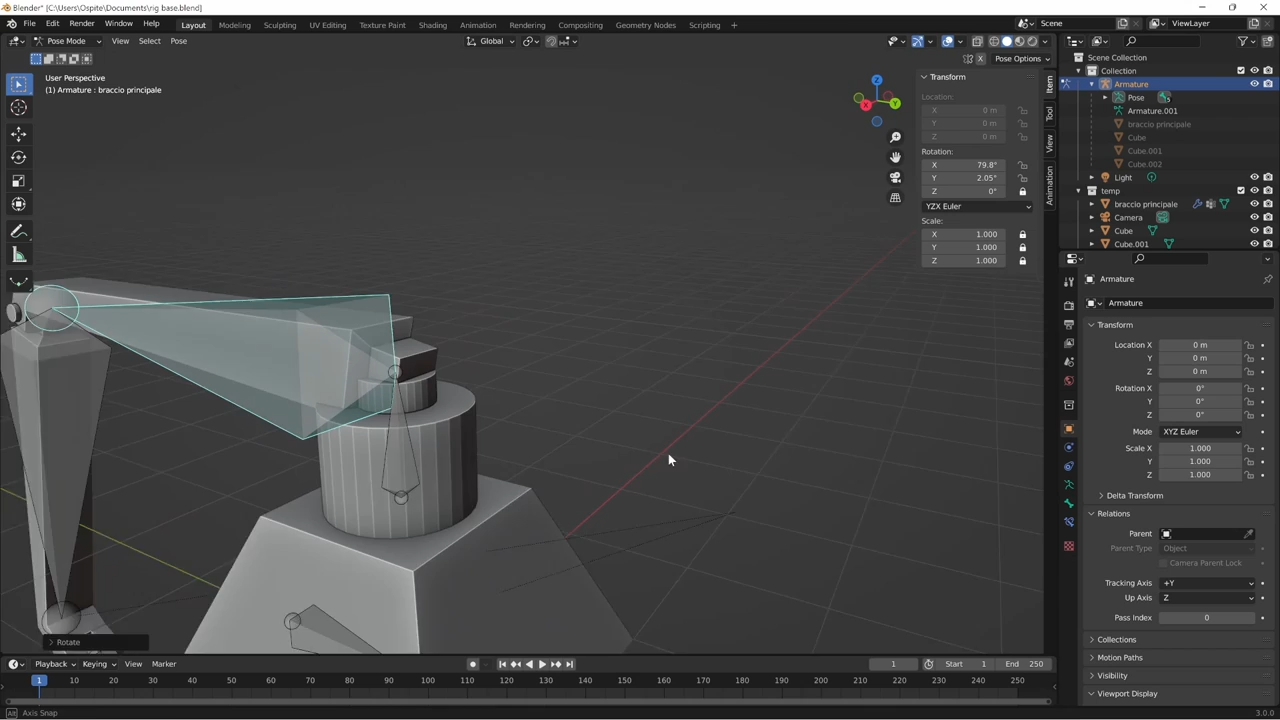 Blender* [C:\Users\Ospite\Documents\rig base.blend]
File Edit Render Window Help Layout Modeling Sculpting UV Editing Texture Paint Shading Animation Rendering Compositing Geometry Nodes Scripting + Scene ViewLayer
Pose Mode View Select Pose Global
X Pose Options
User Perspective
(1) Armature : braccio principale
Z
Y
X
Transform
Location:
X 0 m
Y 0 m
Z 0 m
Rotation:
X 79.8°
Y 2.05°
Z 0°
YZX Euler
Scale:
X 1.000
Y 1.000
Z 1.000
Item
Tool
View
Animation
Scene Collection
Collection
Armature
Pose 5
Armature.001
braccio principale
Cube
Cube.001
Cube.002
Light
temp
braccio principale
Camera
Cube
Cube.001
Armature
Armature
Transform
Location X 0 m
Y 0 m
Z 0 m
Rotation X 0°
Y 0°
Z 0°
Mode XYZ Euler
Scale X 1.000
Y 1.000
Z 1.000
Delta Transform
Relations
Parent
Parent Type Object
Camera Parent Lock
Tracking Axis +Y
Up Axis Z
Pass Index 0
Collections
Motion Paths
Visibility
Viewport Display
Rotate
Playback Keying View Marker 1 Start 1 End 250
1 10 20 30 40 50 60 70 80 90 100 110 120 130 140 150 160 170 180 190 200 210 220 230 240 250
Alt Axis Snap 3.0.0